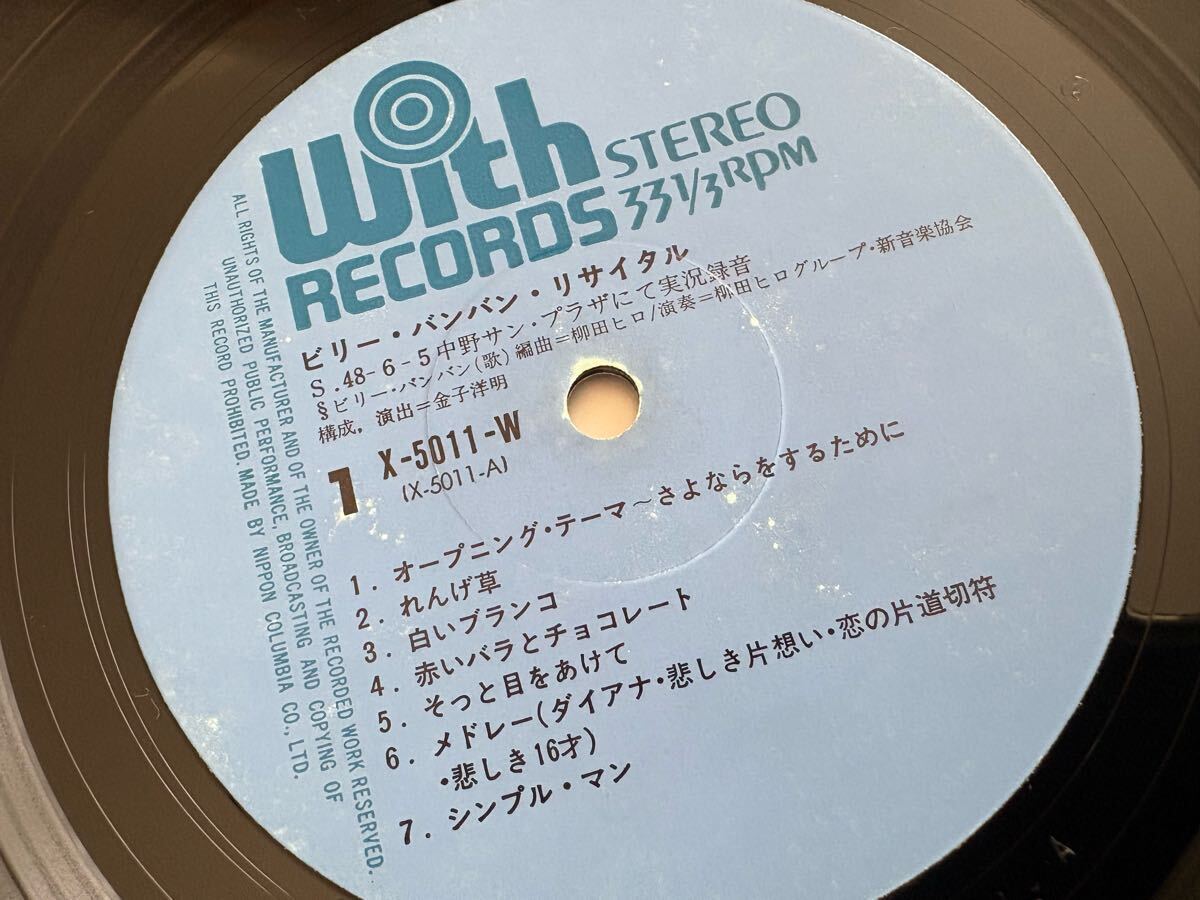 With
RECORDS
STEREO
33 1/3 RPM
ビリー・バンバン・リサイタル
S.48-6-5中野サン・プラザにて実況録音
§ビリー・バンバン(歌) 編曲=柳田ヒロ/演奏=柳田ヒログループ・新音楽協会
構成,演出=金子洋明
1
X-5011-W
(X-5011-A)
1. オープニング・テーマ~さよならをするために
2. れんげ草
3. 白いブランコ
4. 赤いバラとチョコレート
5. そっと目をあけて
6. メドレー(ダイアナ・悲しき片想い・恋の片道切符
・悲しき16才)
7. シンプル・マン
ALL RIGHTS OF THE MANUFACTURER AND OF THE OWNER OF THE RECORDED WORK RESERVED.
UNAUTHORIZED PUBLIC PERFORMANCE, BROADCASTING AND COPYING OF
THIS RECORD PROHIBITED. MADE BY NIPPON COLUMBIA CO., LTD.
A